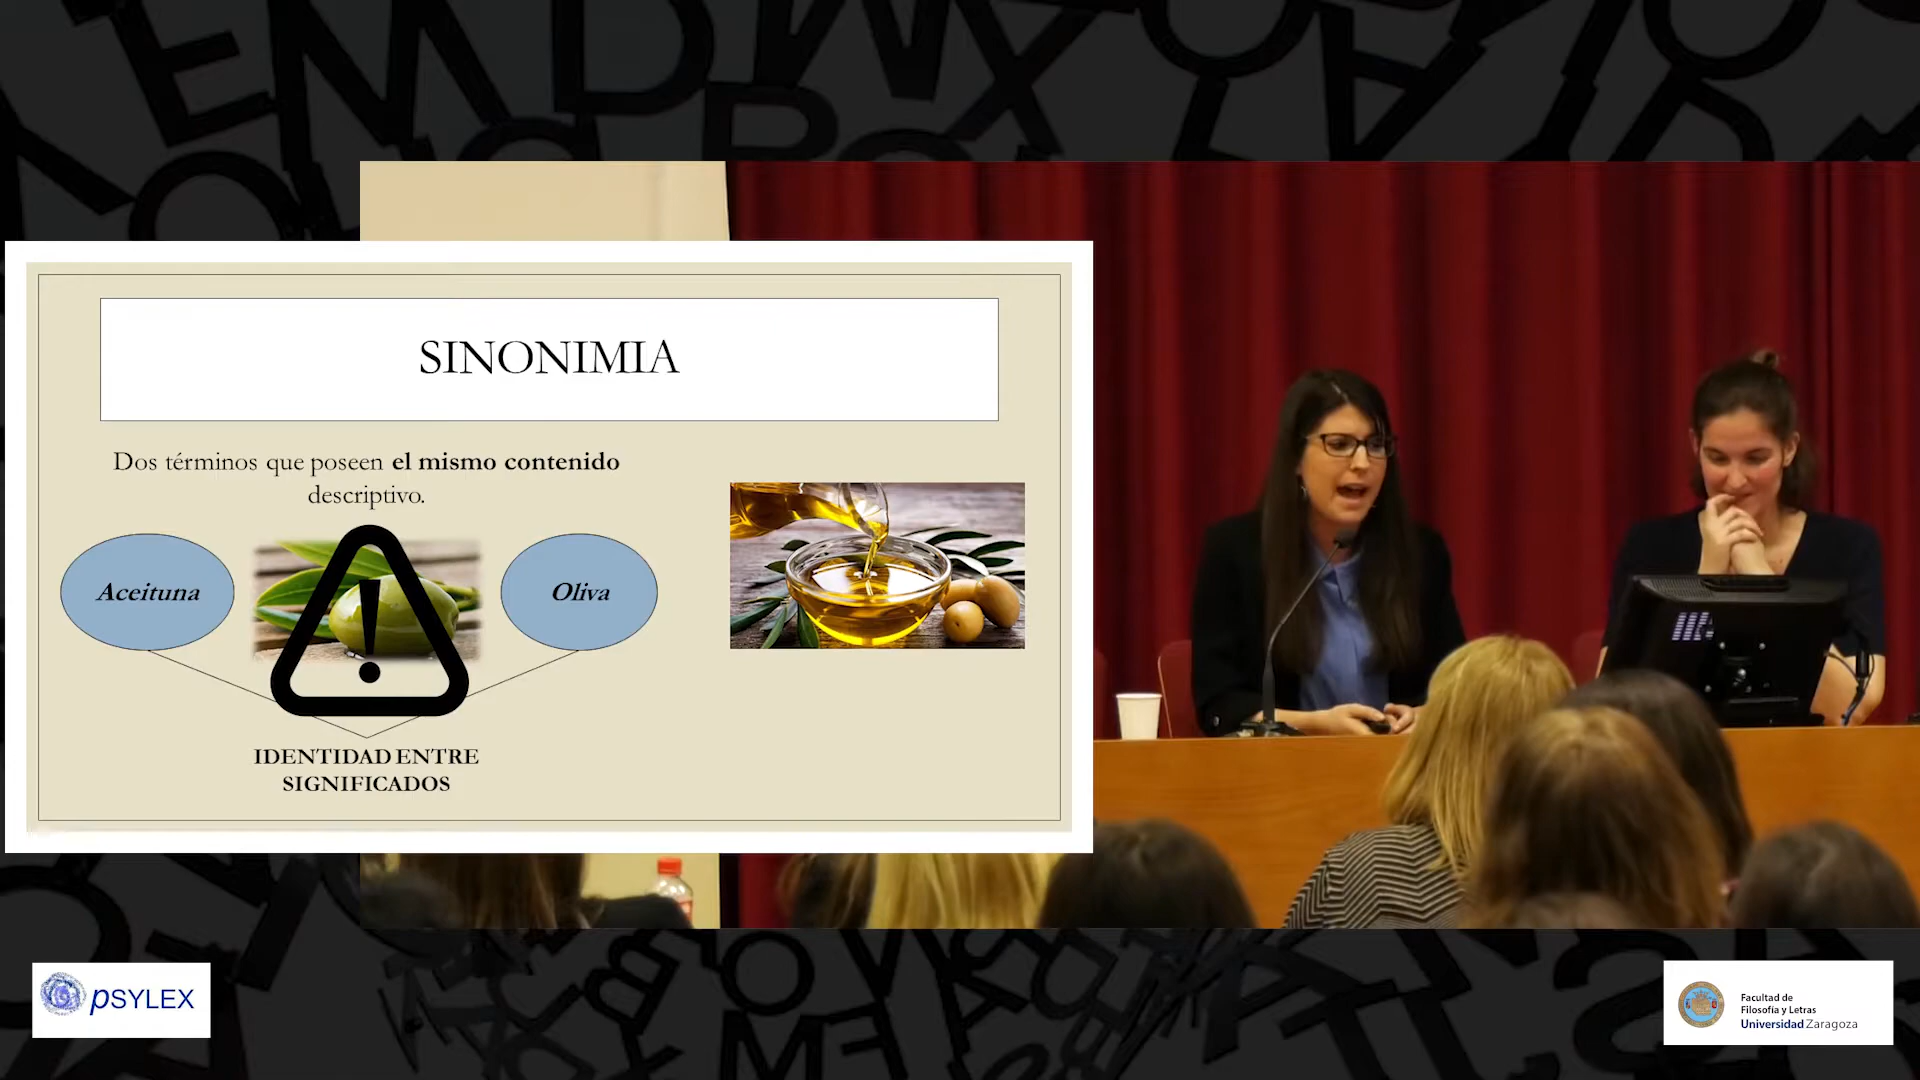 SINONIMIA
Dos términos que poseen el mismo contenido
descriptivo.
Aceituna
Oliva
IDENTIDAD ENTRE
SIGNIFICADOS
pSYLEX
Facultad de
Filosofía y Letras
Universidad Zaragoza